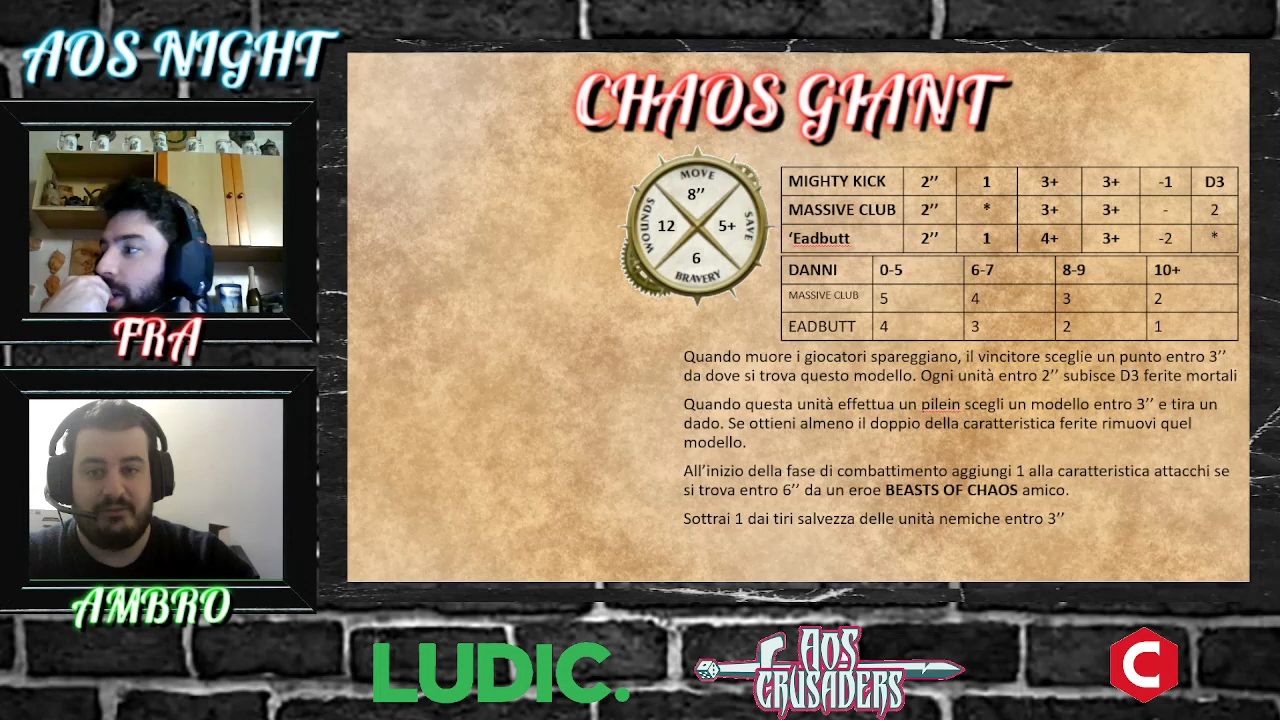 AOS NIGHT
CHAOS GIANT
MOVE
8’’
WOUNDS
12
5+
SAVE
6
BRAVERY
MIGHTY KICK 2’’ 1 3+ 3+ -1 D3
MASSIVE CLUB 2’’ * 3+ 3+ - 2
‘Eadbutt 2’’ 1 4+ 3+ -2 *
DANNI 0-5 6-7 8-9 10+
MASSIVE CLUB 5 4 3 2
EADBUTT 4 3 2 1
Quando muore i giocatori spareggiano, il vincitore sceglie un punto entro 3’’
da dove si trova questo modello. Ogni unità entro 2’’ subisce D3 ferite mortali
Quando questa unità effettua un pilein scegli un modello entro 3’’ e tira un
dado. Se ottieni almeno il doppio della caratteristica ferite rimuovi quel
modello.
All’inizio della fase di combattimento aggiungi 1 alla caratteristica attacchi se
si trova entro 6’’ da un eroe BEASTS OF CHAOS amico.
Sottrai 1 dai tiri salvezza delle unità nemiche entro 3’’
FRA
AMBRO
LUDIC.
AOS
CRUSADERS
C